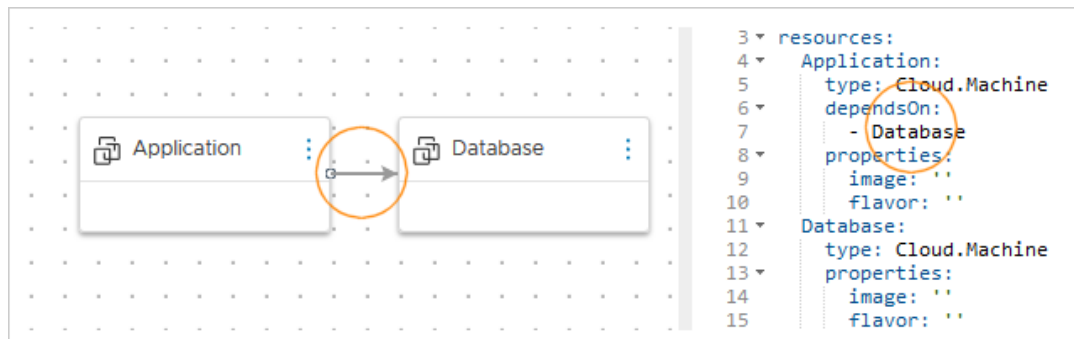 Application
Database
3 resources:
4 Application:
5 type: Cloud.Machine
6 dependsOn:
7 - Database
8 properties:
9 image: ''
10 flavor: ''
11 Database:
12 type: Cloud.Machine
13 properties:
14 image: ''
15 flavor: ''